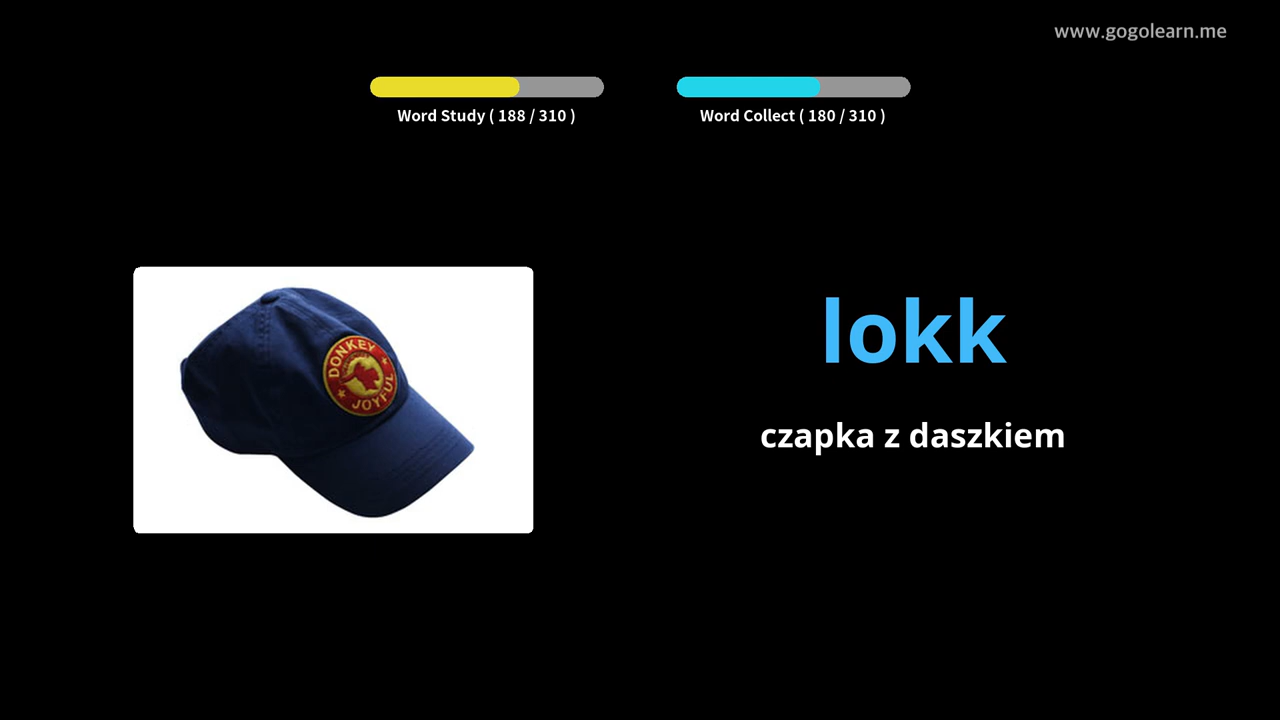 www.gogolearn.me
Word Study ( 188 / 310 )
Word Collect ( 180 / 310 )
DONKEY
JOYFUL
lokk
czapka z daszkiem